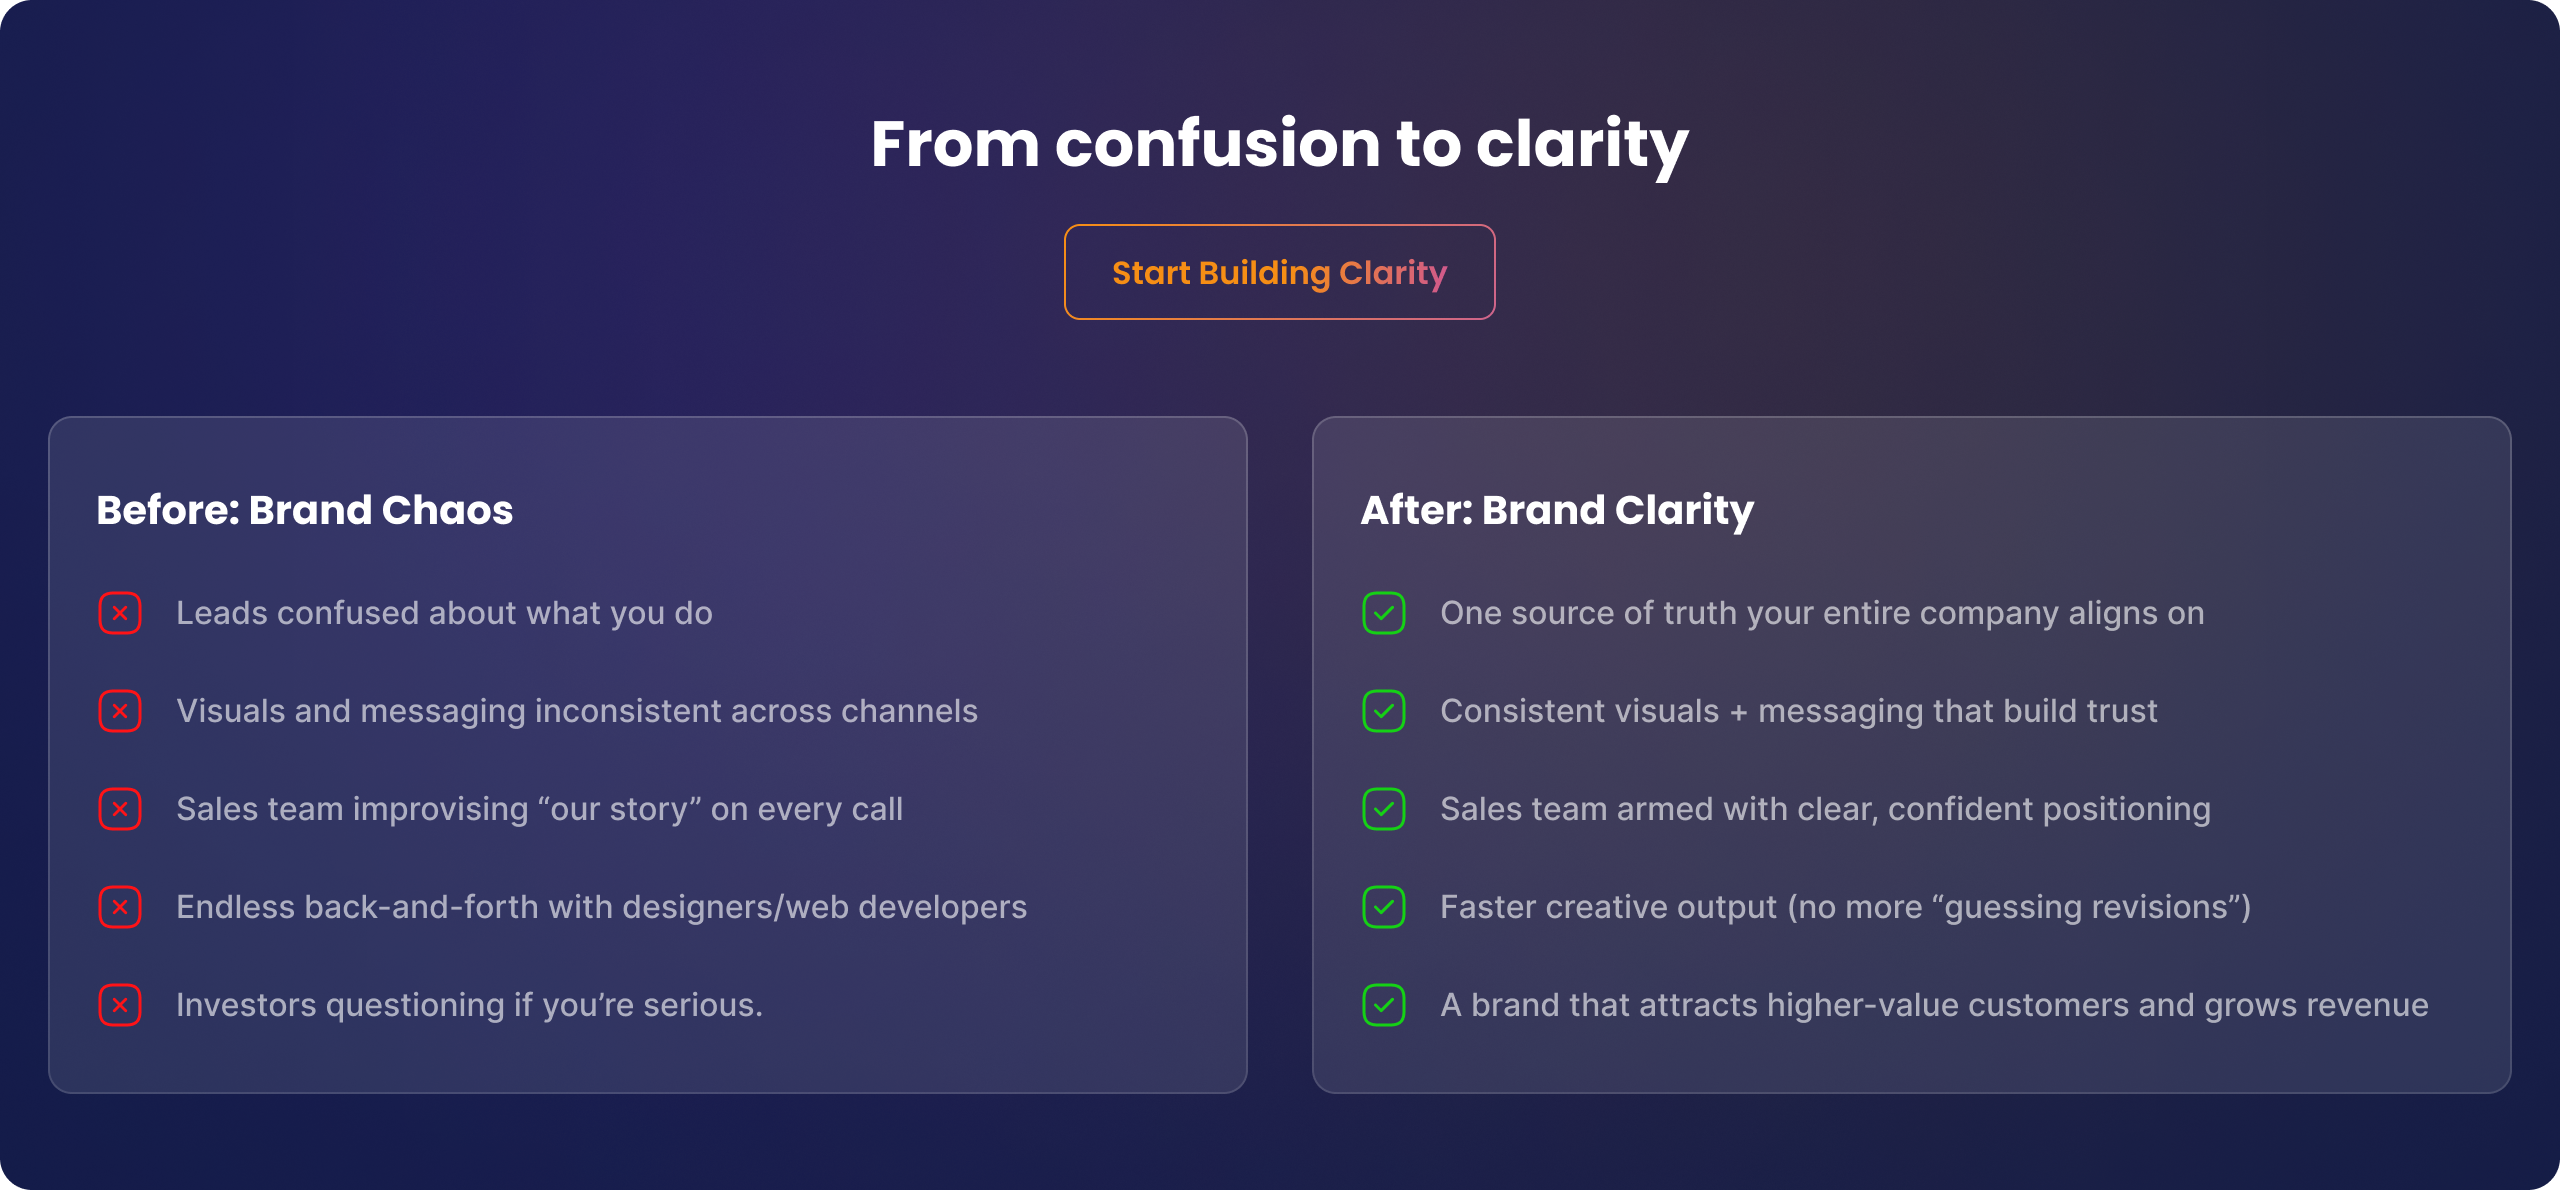 From confusion to clarity
Start Building Clarity
Before: Brand Chaos
Leads confused about what you do
Visuals and messaging inconsistent across channels
Sales team improvising “our story” on every call
Endless back-and-forth with designers/web developers
Investors questioning if you’re serious.
After: Brand Clarity
One source of truth your entire company aligns on
Consistent visuals + messaging that build trust
Sales team armed with clear, confident positioning
Faster creative output (no more “guessing revisions”)
A brand that attracts higher-value customers and grows revenue